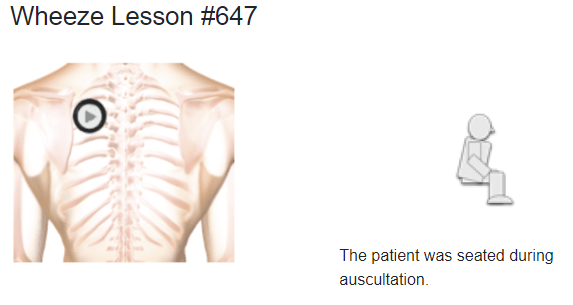 Wheeze Lesson #647
The patient was seated during
auscultation.